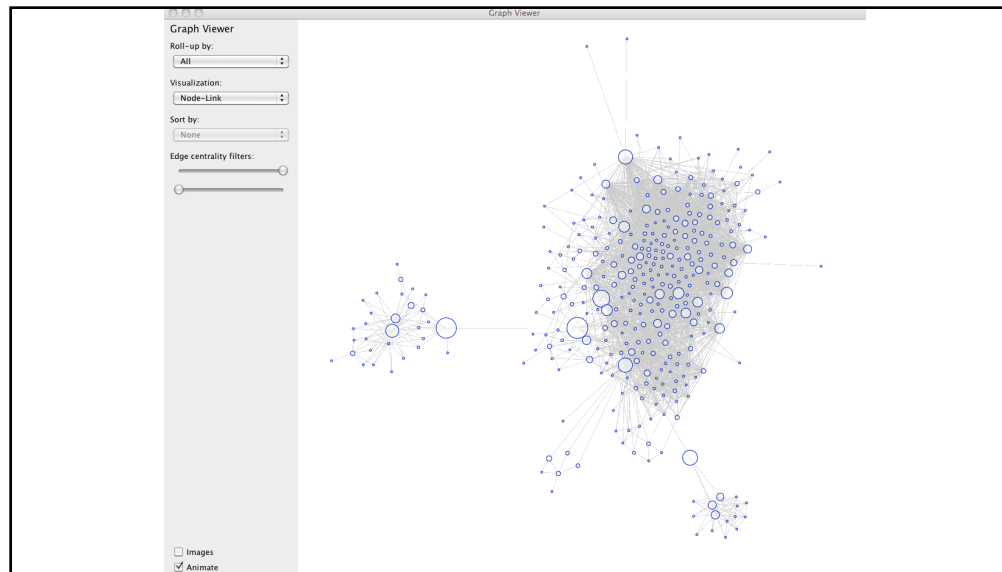 Graph Viewer
Graph Viewer
Roll-up by:
All
Visualization:
Node-Link
Sort by:
None
Edge centrality filters:
Images
Animate